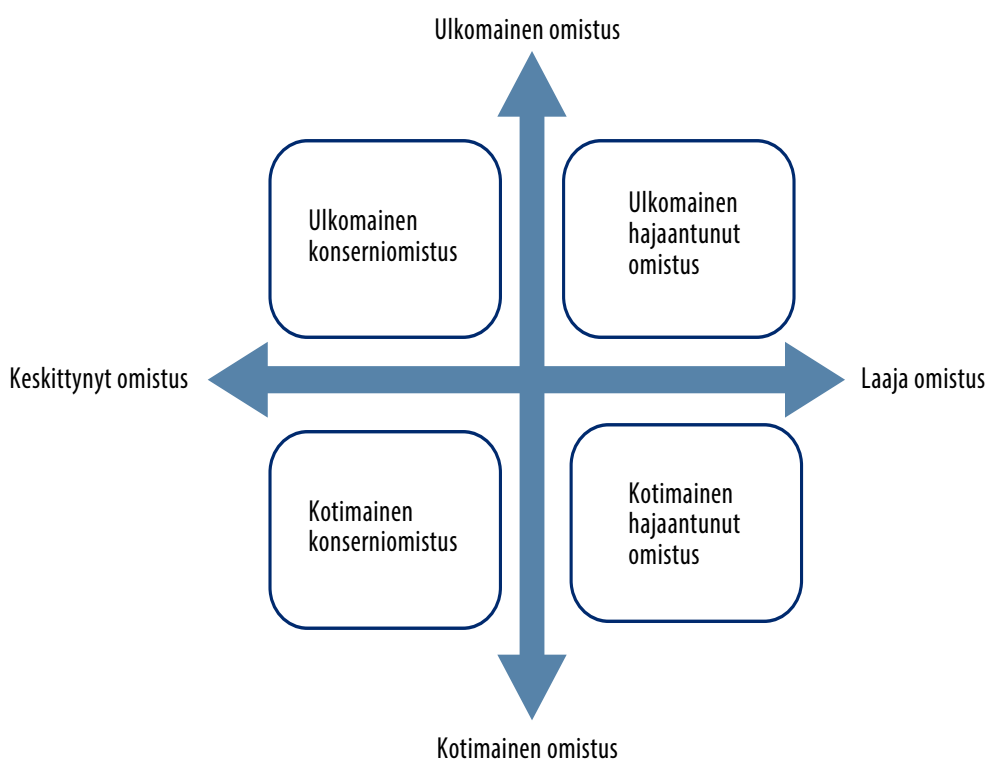 Ulkomainen omistus
Ulkomainen
konserniomistus
Ulkomainen
hajaantunut
omistus
Keskittynyt omistus
Laaja omistus
Kotimainen
konserniomistus
Kotimainen
hajaantunut
omistus
Kotimainen omistus